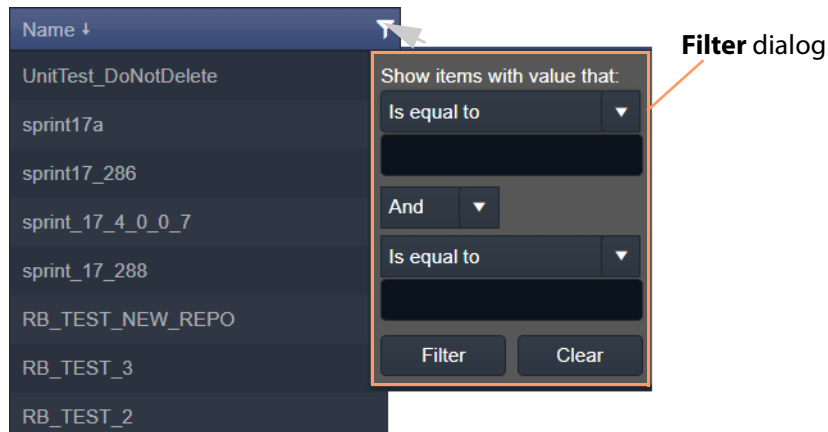 Name ↓
UnitTest_DoNotDelete
sprint17a
sprint17_286
sprint_17_4_0_0_7
sprint_17_288
RB_TEST_NEW_REPO
RB_TEST_3
RB_TEST_2
Show items with value that:
Is equal to
And
Is equal to
Filter Clear
Filter dialog